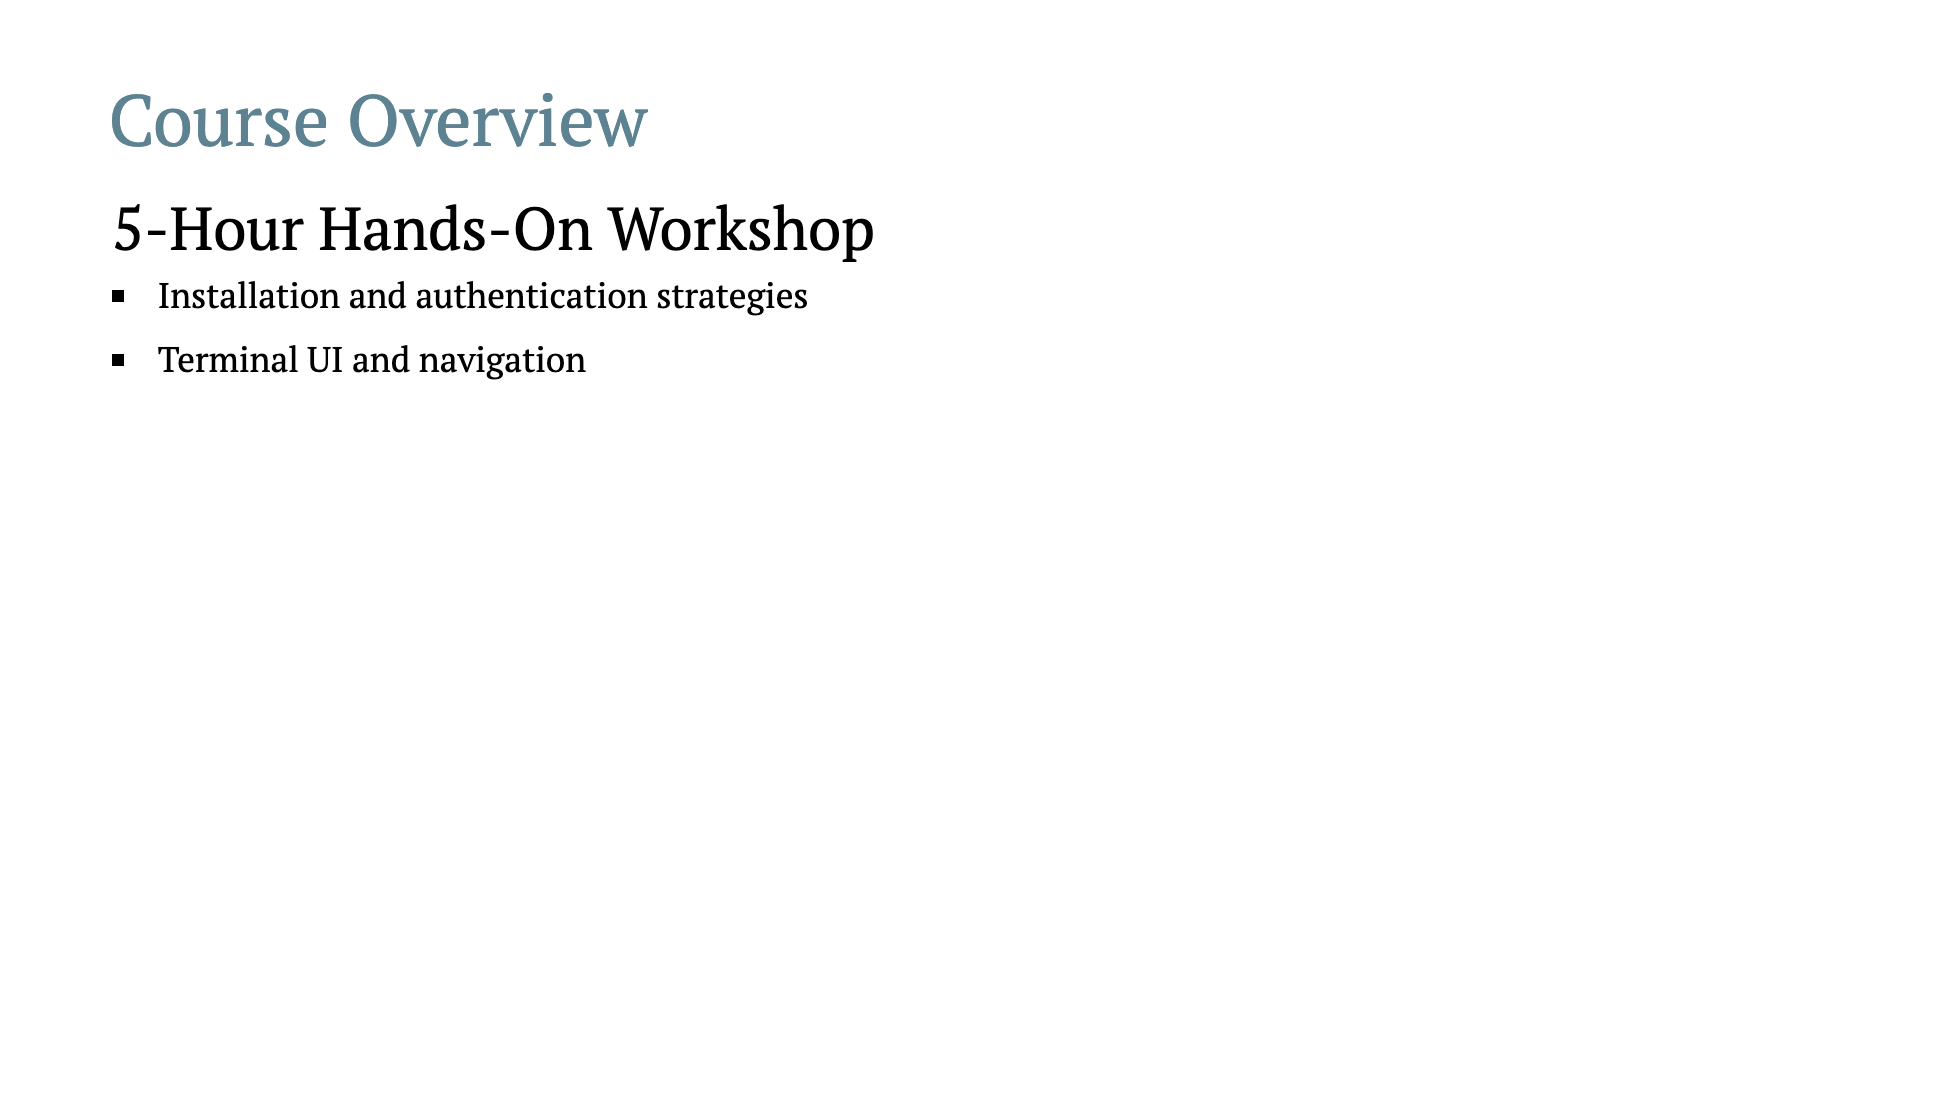 Course Overview
5-Hour Hands-On Workshop
▪ Installation and authentication strategies
▪ Terminal UI and navigation